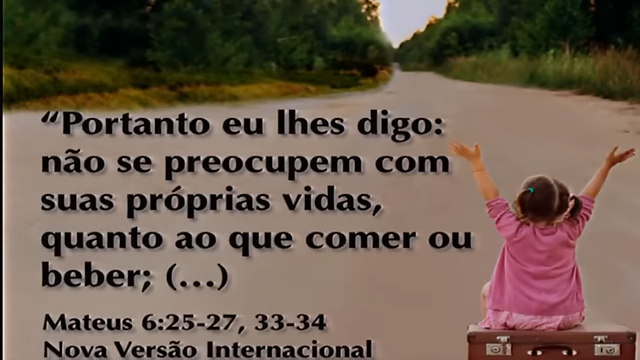 “Portanto eu lhes digo:
não se preocupem com
suas próprias vidas,
quanto ao que comer ou
beber; (...)
Mateus 6:25-27, 33-34
Nova Versão Internacional